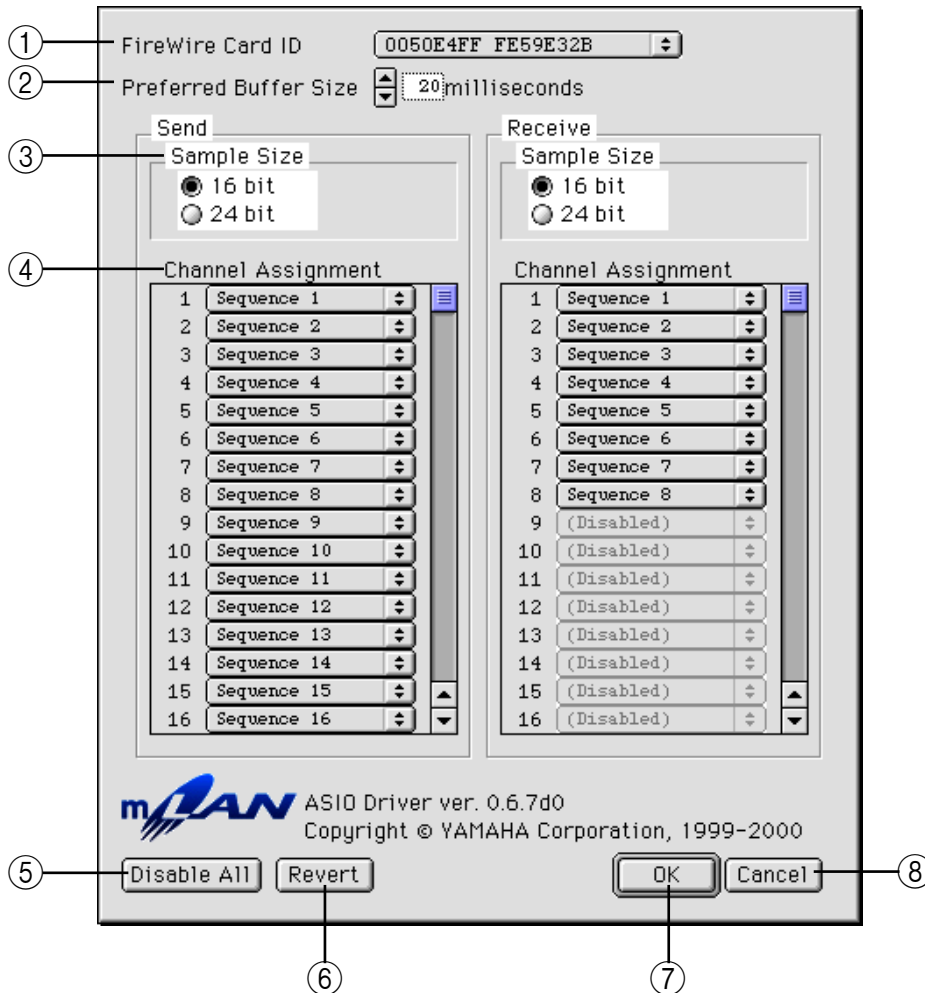 ① FireWire Card ID 0050E4FF FE59E32B
② Preferred Buffer Size 20 milliseconds
Send
③ Sample Size
16 bit
24 bit
④ Channel Assignment
1 Sequence 1
2 Sequence 2
3 Sequence 3
4 Sequence 4
5 Sequence 5
6 Sequence 6
7 Sequence 7
8 Sequence 8
9 Sequence 9
10 Sequence 10
11 Sequence 11
12 Sequence 12
13 Sequence 13
14 Sequence 14
15 Sequence 15
16 Sequence 16
Receive
Sample Size
16 bit
24 bit
Channel Assignment
1 Sequence 1
2 Sequence 2
3 Sequence 3
4 Sequence 4
5 Sequence 5
6 Sequence 6
7 Sequence 7
8 Sequence 8
9 (Disabled)
10 (Disabled)
11 (Disabled)
12 (Disabled)
13 (Disabled)
14 (Disabled)
15 (Disabled)
16 (Disabled)
mLAN ASIO Driver ver. 0.6.7d0
Copyright © YAMAHA Corporation, 1999-2000
⑤ Disable All Revert OK Cancel ⑧
⑥ ⑦